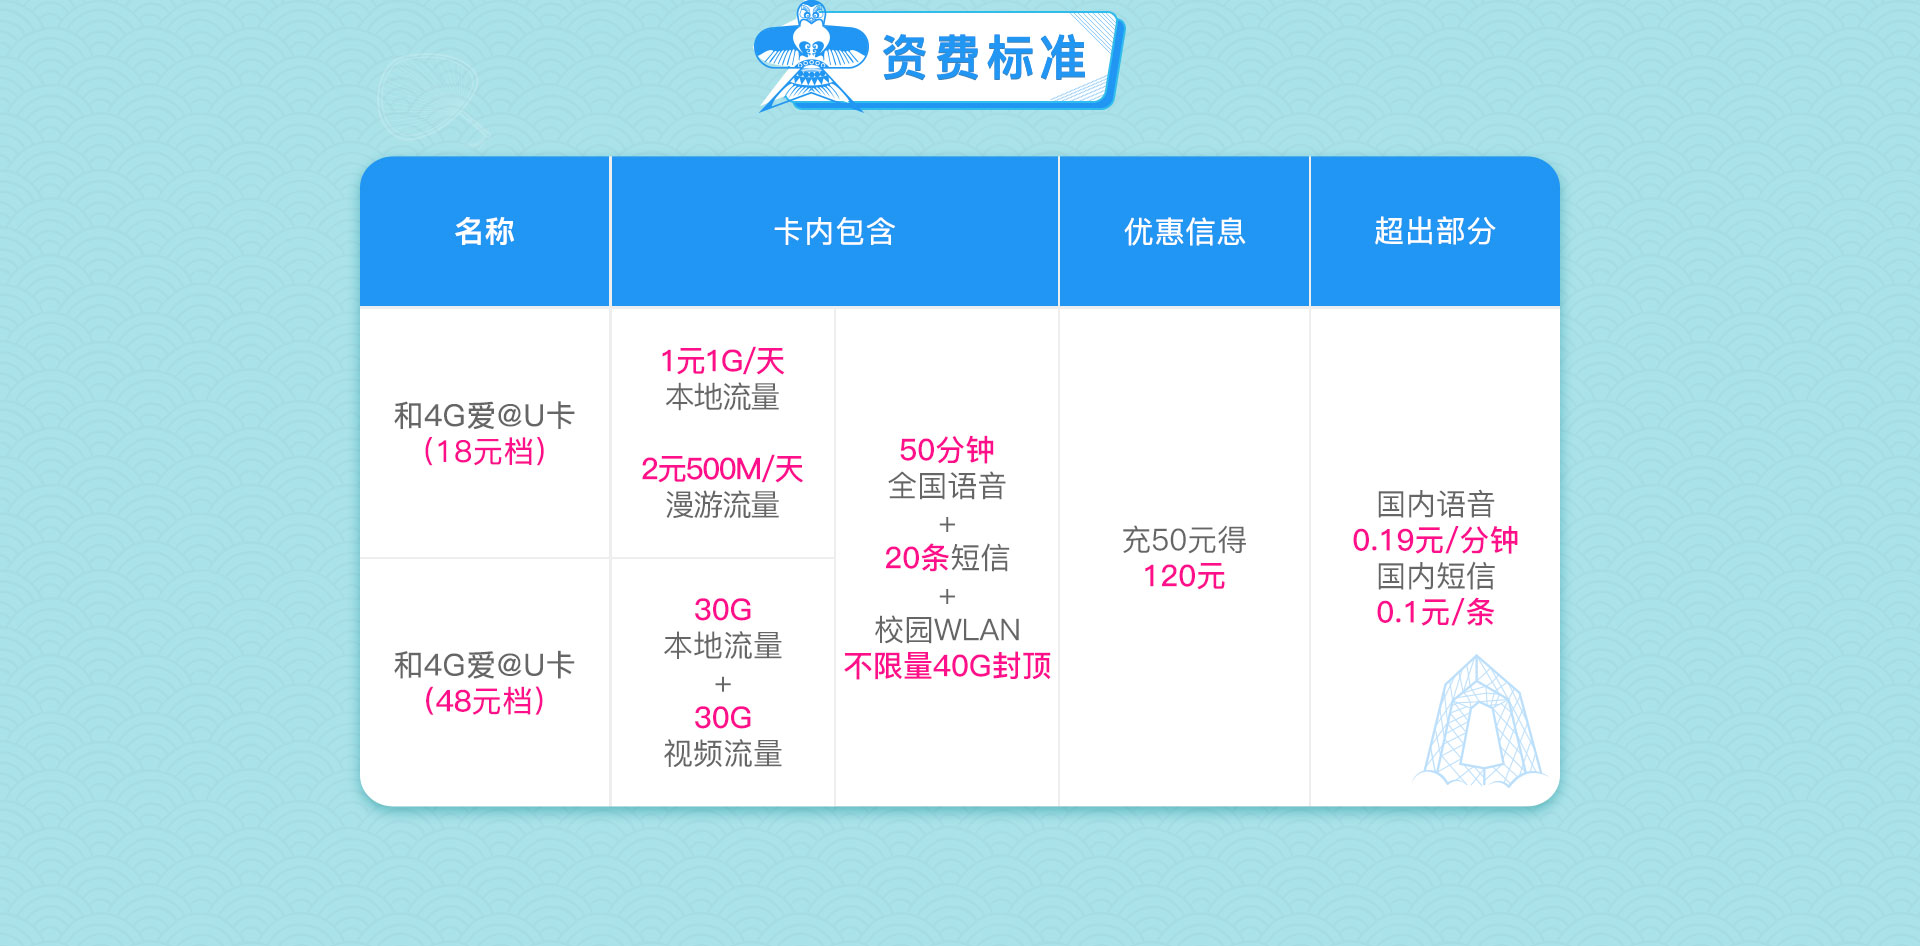 资费标准
名称
卡内包含
优惠信息
超出部分
和4G爱@U卡
(18元档)
1元1G/天
本地流量
2元500M/天
漫游流量
50分钟
全国语音
+
20条短信
+
校园WLAN
不限量40G封顶
充50元得
120元
国内语音
0.19元/分钟
国内短信
0.1元/条
和4G爱@U卡
(48元档)
30G
本地流量
+
30G
视频流量